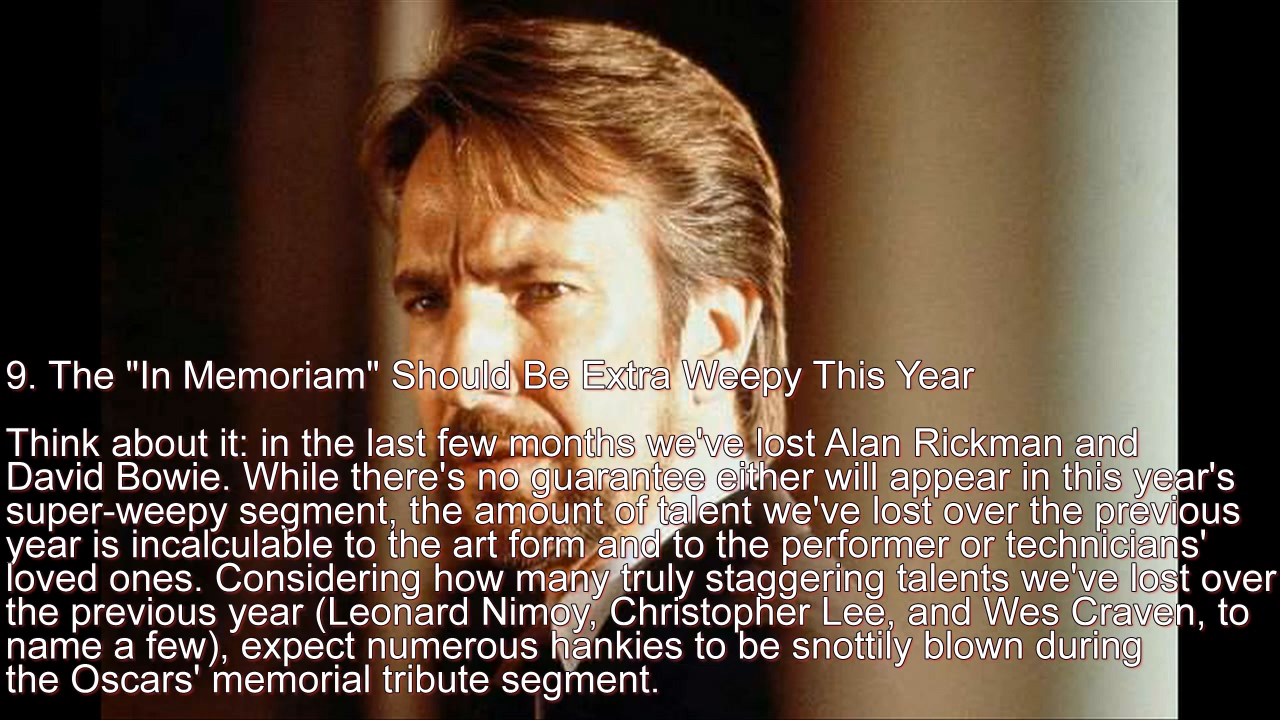 9. The "In Memoriam" Should Be Extra Weepy This Year
Think about it: in the last few months we've lost Alan Rickman and
David Bowie. While there's no guarantee either will appear in this year's
super-weepy segment, the amount of talent we've lost over the previous
year is incalculable to the art form and to the performer or technicians'
loved ones. Considering how many truly staggering talents we've lost over
the previous year (Leonard Nimoy, Christopher Lee, and Wes Craven, to
name a few), expect numerous hankies to be snottily blown during
the Oscars' memorial tribute segment.